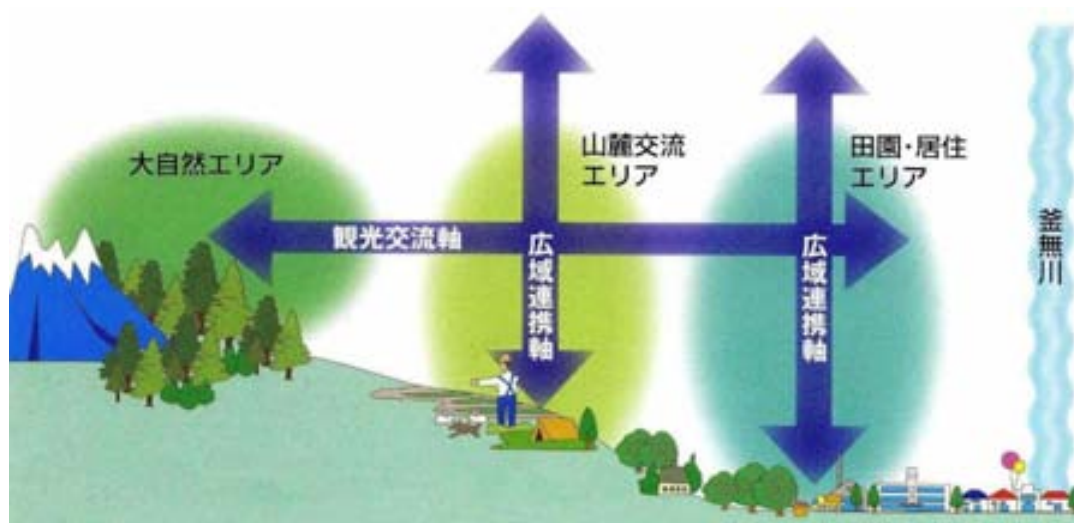 大自然エリア
山麓交流
エリア
田園・居住
エリア
観光交流軸
広域連携軸
広域連携軸
釜無川